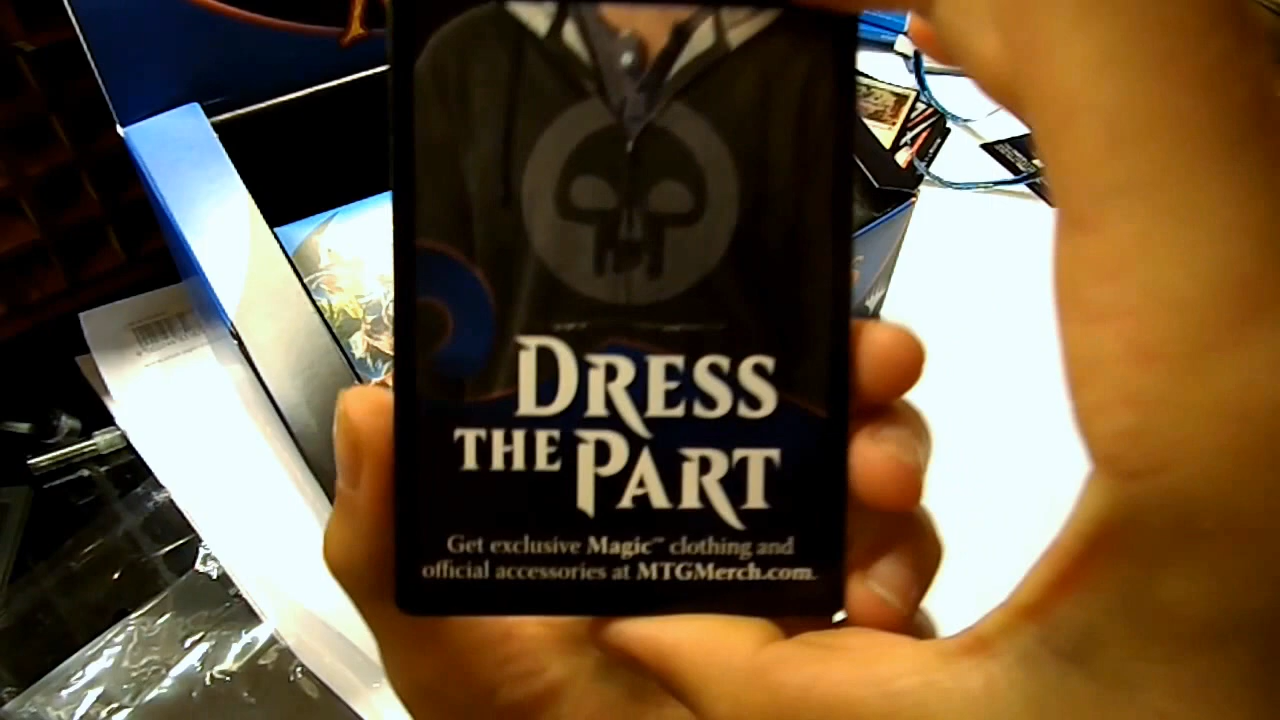 DRESS
THE PART
Get exclusive Magic™ clothing and
official accessories at MTGMerch.com.